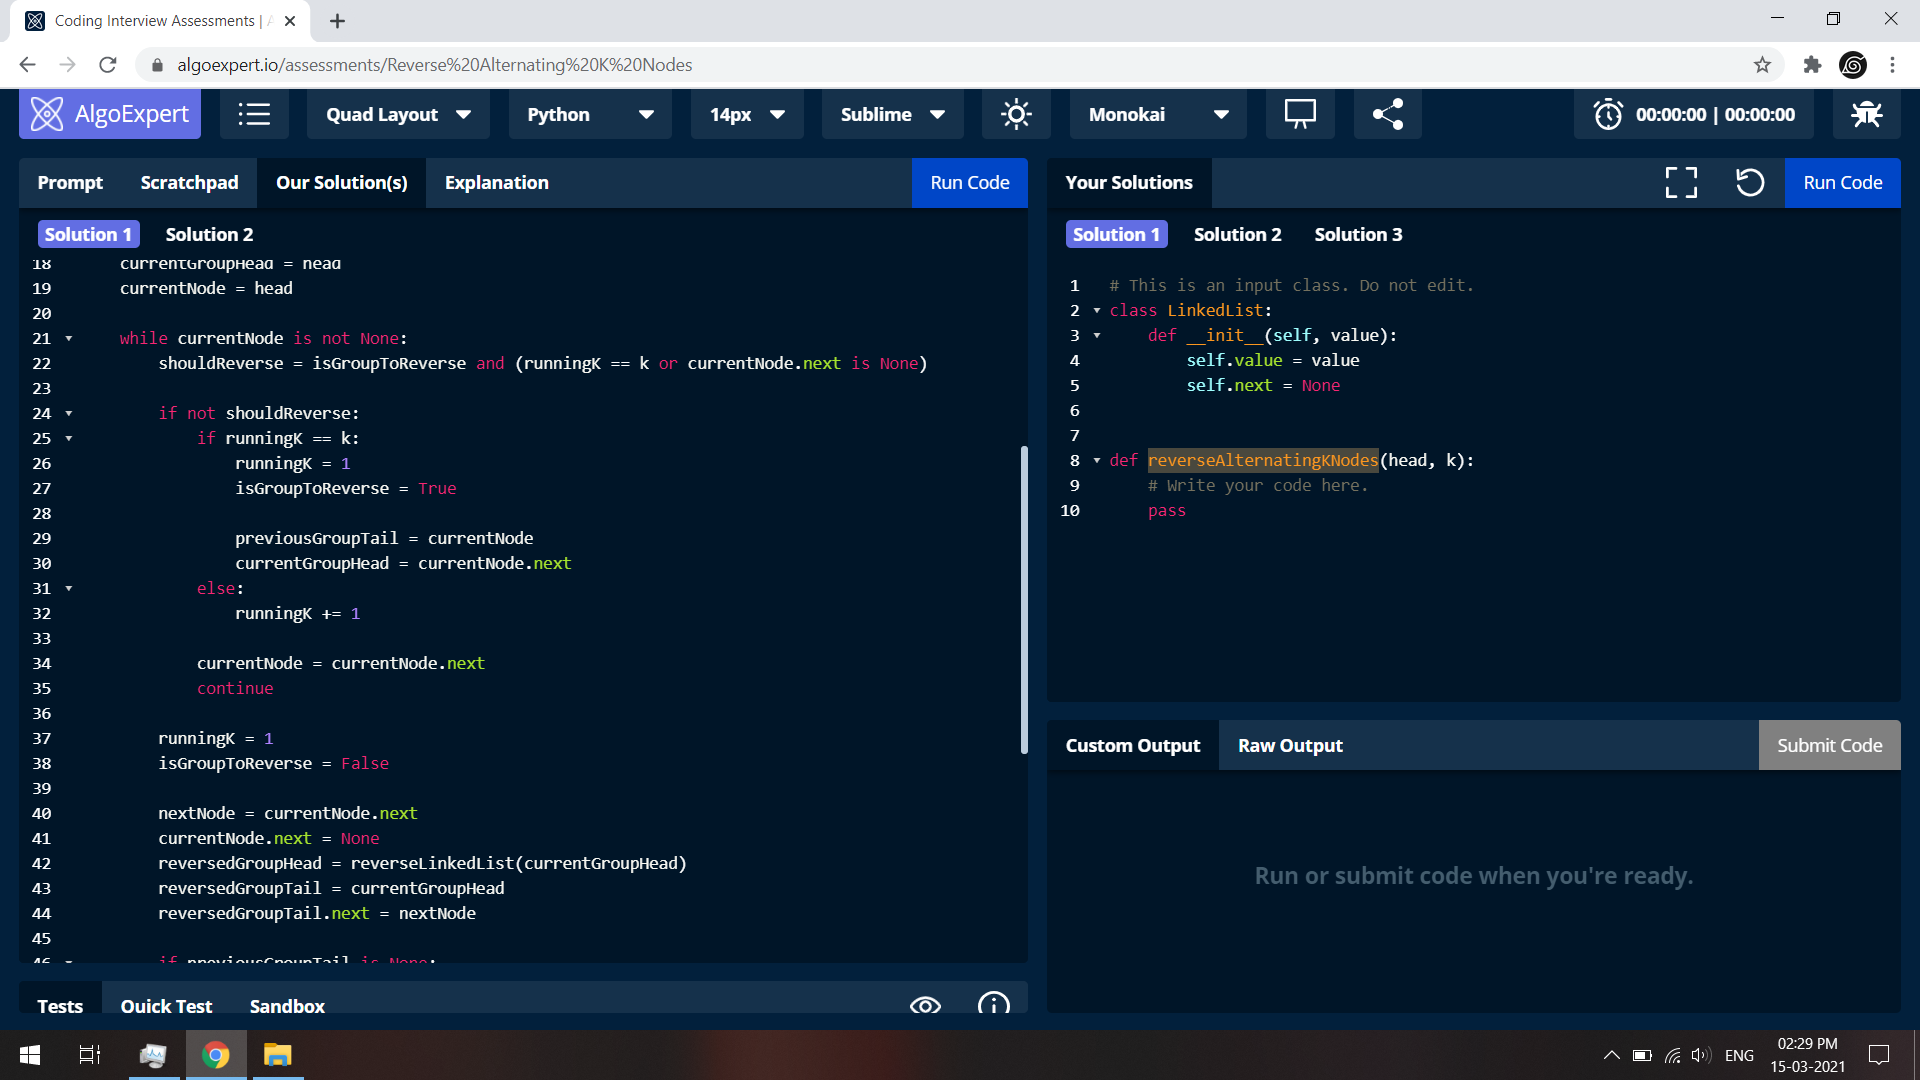 Coding Interview Assessments |
algoexpert.io/assessments/Reverse%20Alternating%20K%20Nodes
AlgoExpert
Quad Layout
Python
14px
Sublime
Monokai
00:00:00 | 00:00:00
Prompt
Scratchpad
Our Solution(s)
Explanation
Run Code
Solution 1
Solution 2
18 currentGroupHead = head
19 currentNode = head
20
21 while currentNode is not None:
22 shouldReverse = isGroupToReverse and (runningK == k or currentNode.next is None)
23
24 if not shouldReverse:
25 if runningK == k:
26 runningK = 1
27 isGroupToReverse = True
28
29 previousGroupTail = currentNode
30 currentGroupHead = currentNode.next
31 else:
32 runningK += 1
33
34 currentNode = currentNode.next
35 continue
36
37 runningK = 1
38 isGroupToReverse = False
39
40 nextNode = currentNode.next
41 currentNode.next = None
42 reversedGroupHead = reverseLinkedList(currentGroupHead)
43 reversedGroupTail = currentGroupHead
44 reversedGroupTail.next = nextNode
45
46 if previousGroupTail is None:
Tests
Quick Test
Sandbox
Your Solutions
Run Code
Solution 1
Solution 2
Solution 3
1 # This is an input class. Do not edit.
2 class LinkedList:
3 def __init__(self, value):
4 self.value = value
5 self.next = None
6
7
8 def reverseAlternatingKNodes(head, k):
9 # Write your code here.
10 pass
Custom Output
Raw Output
Submit Code
Run or submit code when you're ready.
ENG
02:29 PM
15-03-2021